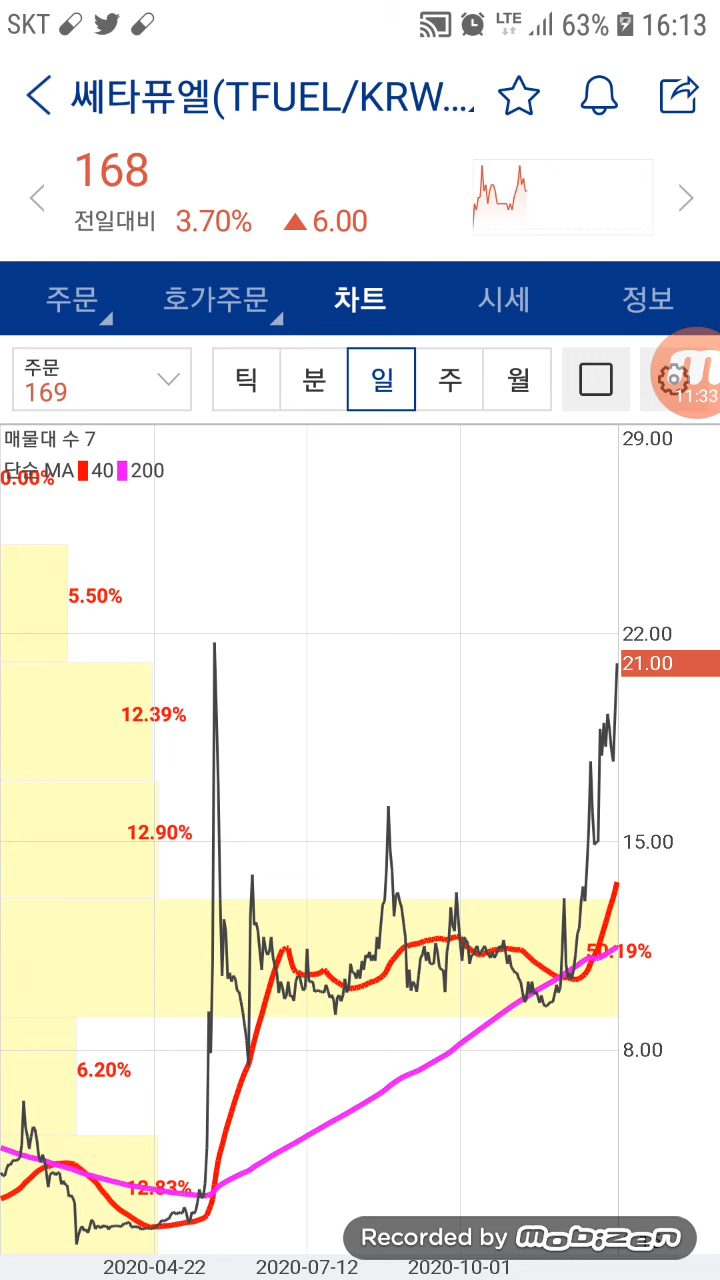 SKT LTE 63% 16:13
쎄타퓨엘(TFUEL/KRW...
168
전일대비 3.70% ▲6.00
주문 호가주문 차트 시세 정보
주문
169
틱 분 일 주 월
11:33
매물대 수 7
단순 MA 40 200
0.00%
29.00
5.50%
22.00
21.00
12.39%
12.90%
15.00
50.19%
8.00
6.20%
12.83%
Recorded by mobizen
2020-04-22 2020-07-12 2020-10-01